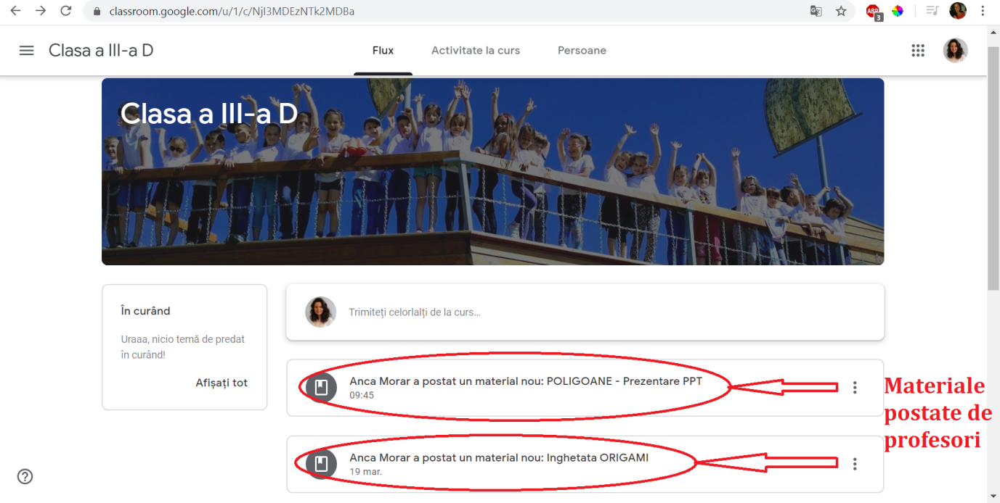 classroom.google.com/u/1/c/NjI3MDEzNTk2MDBa
ABP
3
Clasa a III-a D
Flux
Activitate la curs
Persoane
Clasa a III-a D
În curând
Uraaa, nicio temă de predat
în curând!
Afișați tot
Trimiteți celorlalți de la curs...
Anca Morar a postat un material nou: POLIGOANE - Prezentare PPT
09:45
Anca Morar a postat un material nou: Inghetata ORIGAMI
19 mar.
Materiale
postate de
profesori